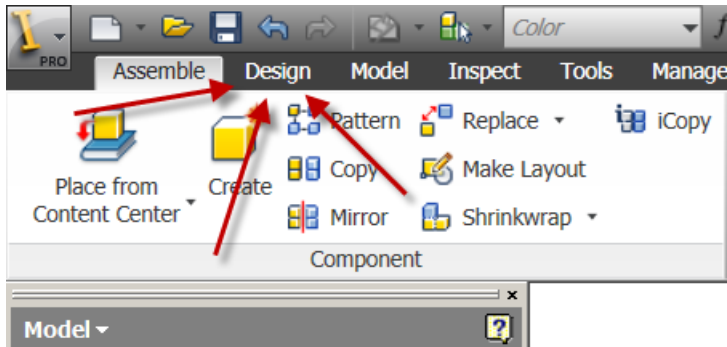 Color
PRO
Assemble Design Model Inspect Tools Manage
Pattern Replace iCopy
Place from Content Center
Create
Copy Make Layout
Mirror Shrinkwrap
Component
Model